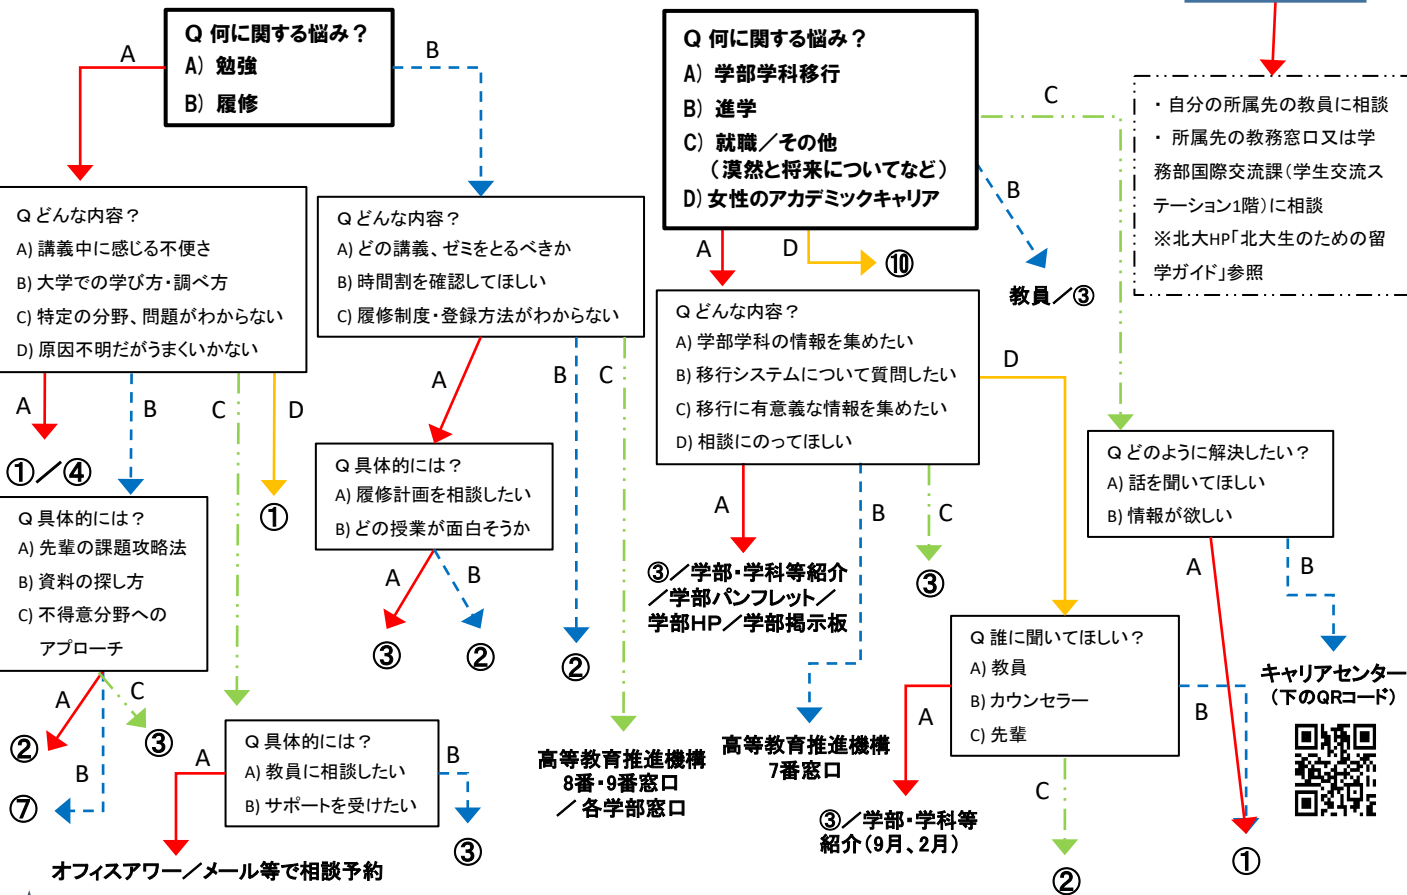 Q 何に関する悩み？
A) 勉強
B) 履修
A
B
Q 何に関する悩み？
A) 学部学科移行
B) 進学
C) 就職／その他
（漠然と将来についてなど）
D) 女性のアカデミックキャリア
C
B
A
D
⑩
教員／③
・自分の所属先の教員に相談
・ 所属先の教務窓口又は学
務部国際交流課（学生交流ス
テーション1階）に相談
※北大HP「北大生のための留
学ガイド」参照
Q どんな内容？
A) 講義中に感じる不便さ
B) 大学での学び方・調べ方
C) 特定の分野、問題がわからない
D) 原因不明だがうまくいかない
A
B
C
D
①／④
①
Q どんな内容？
A) どの講義、ゼミをとるべきか
B) 時間割を確認してほしい
C) 履修制度・登録方法がわからない
A
B
C
Q どんな内容？
A) 学部学科の情報を集めたい
B) 移行システムについて質問したい
C) 移行に有意義な情報を集めたい
D) 相談にのってほしい
D
A
B
C
③／学部・学科等紹介
／学部パンフレット／
学部HP／学部掲示板
③
Q どのように解決したい？
A) 話を聞いてほしい
B) 情報が欲しい
A
B
キャリアセンター
（下のQRコード）
Q 具体的には？
A) 先輩の課題攻略法
B) 資料の探し方
C) 不得意分野への
アプローチ
A
C
B
②
③
⑦
Q 具体的には？
A) 履修計画を相談したい
B) どの授業が面白そうか
A
B
③
②
②
高等教育推進機構
8番・9番窓口
／各学部窓口
高等教育推進機構
7番窓口
Q 誰に聞いてほしい？
A) 教員
B) カウンセラー
C) 先輩
A
B
C
③／学部・学科等
紹介（9月、2月）
②
①
Q 具体的には？
A) 教員に相談したい
B) サポートを受けたい
A
B
オフィスアワー／メール等で相談予約
③